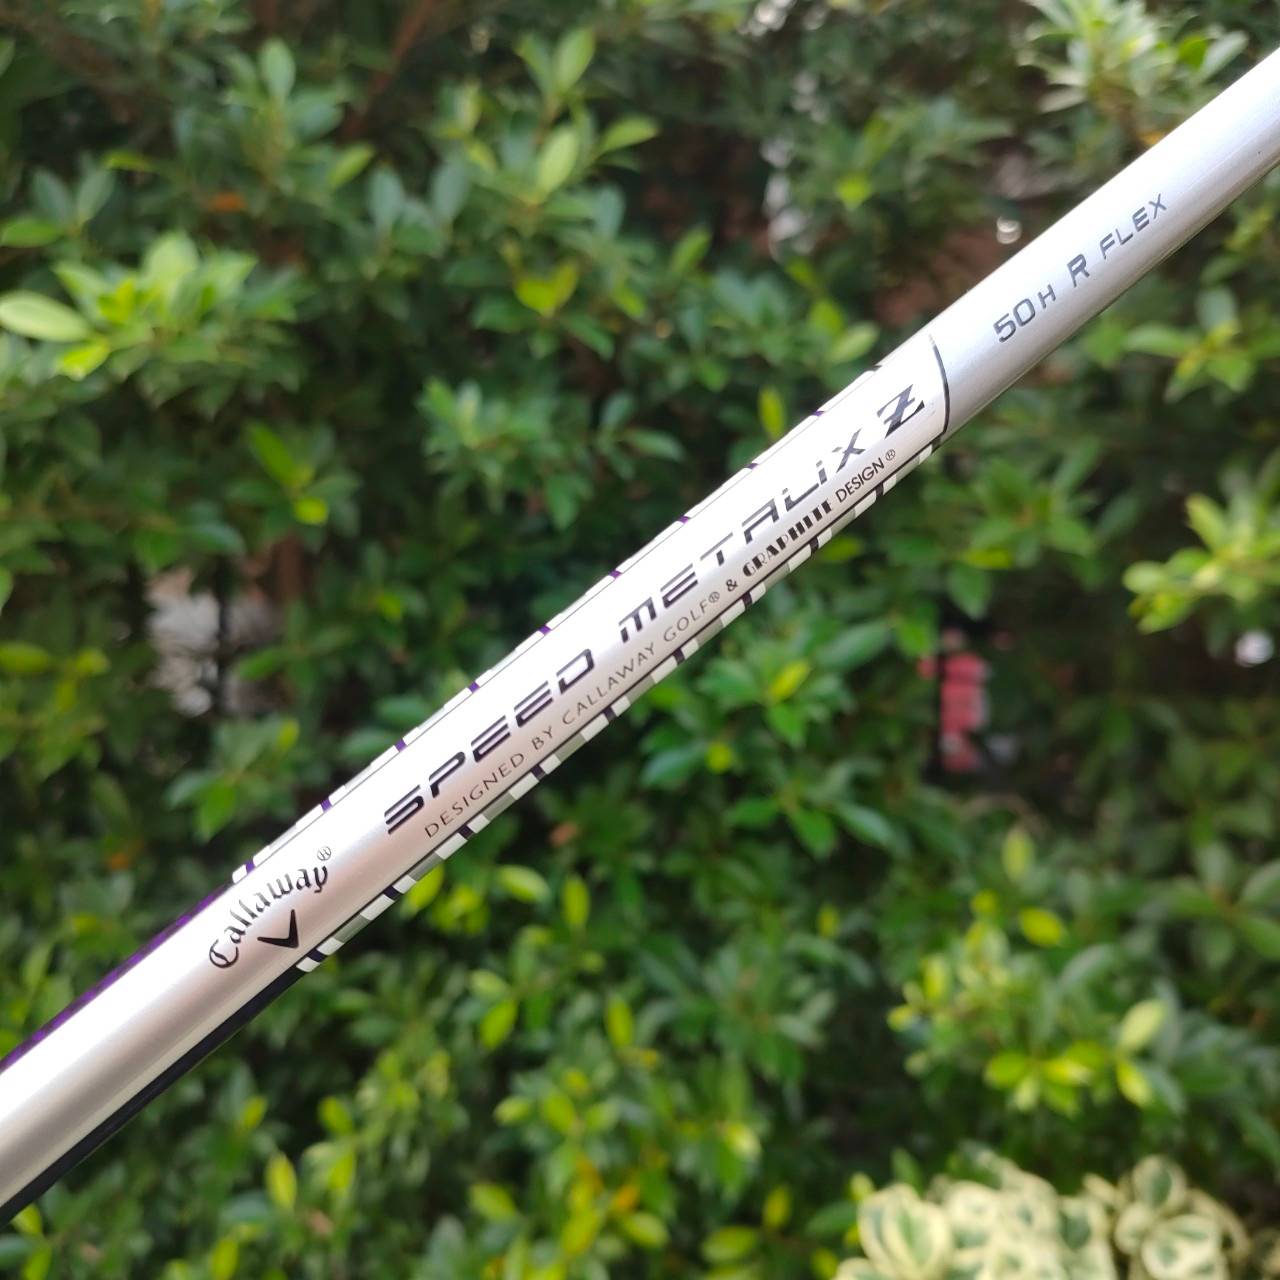 Callaway®
SPEED METALiX Z
DESIGNED BY CALLAWAY GOLF® & GRAPHITE DESIGN®
50H R FLEX